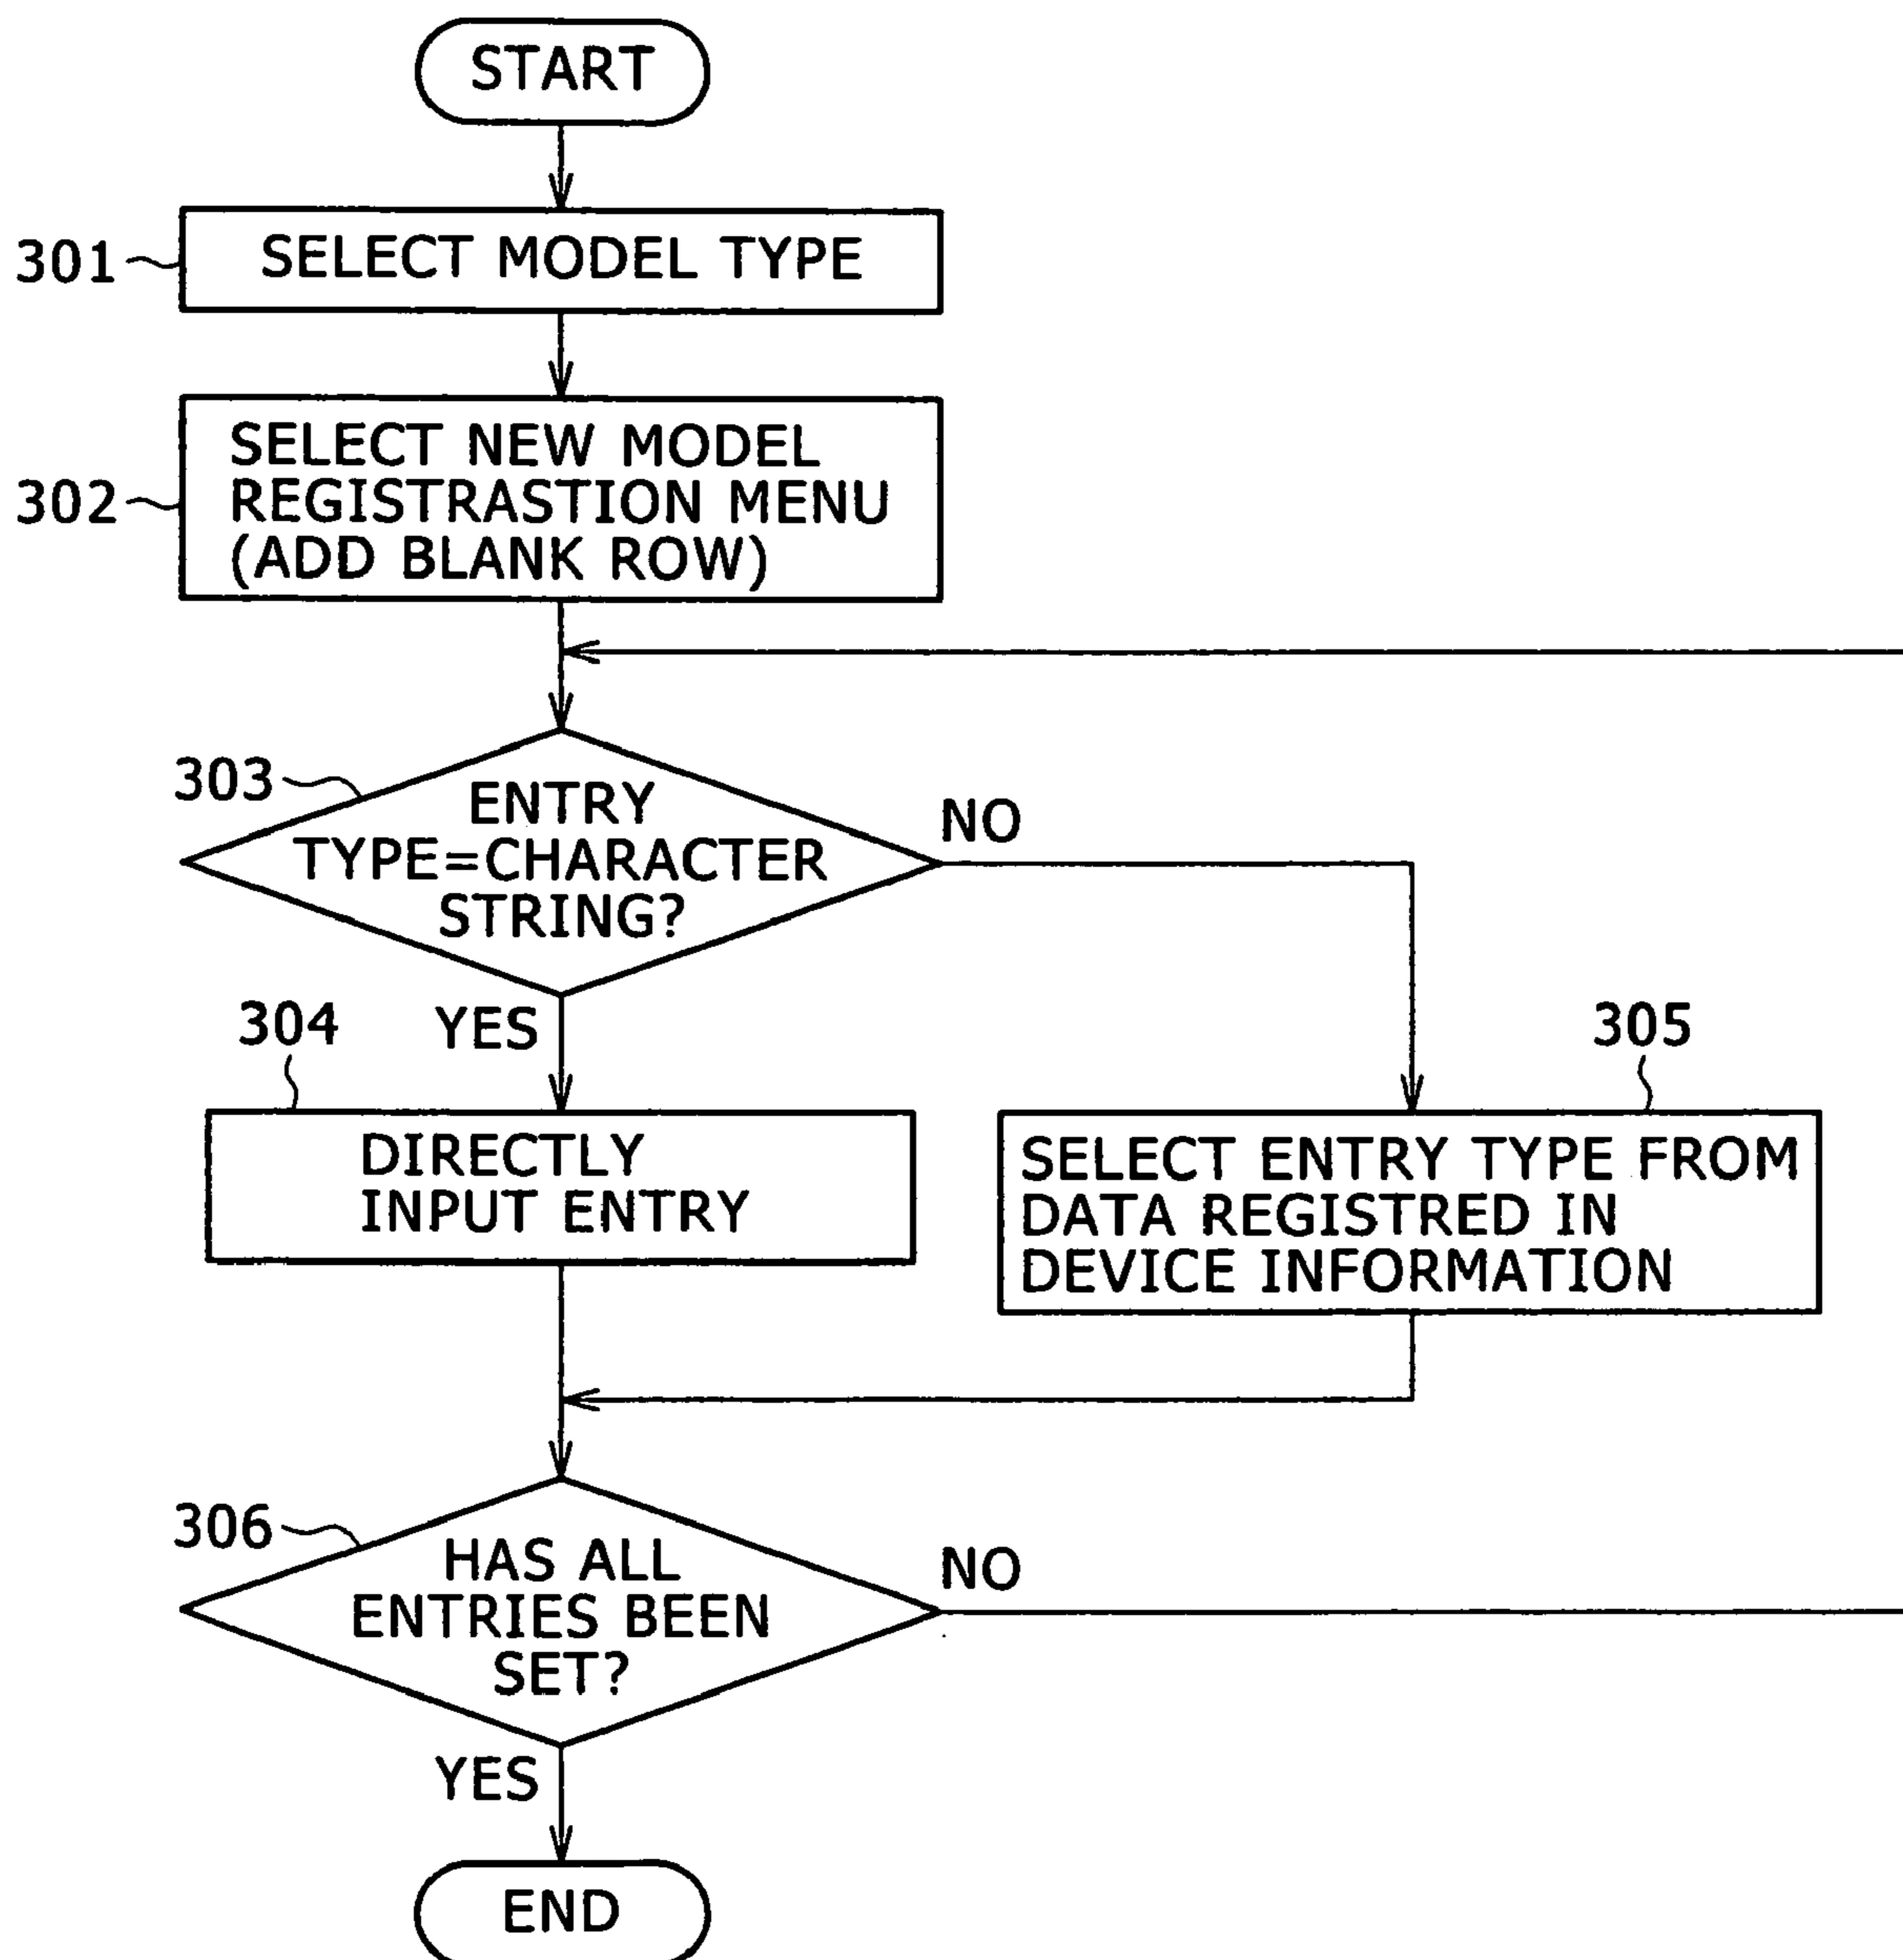 START
301
SELECT MODEL TYPE
302
SELECT NEW MODEL
REGISTRASTION MENU
(ADD BLANK ROW)
303
ENTRY
TYPE=CHARACTER
STRING?
NO
YES
304
DIRECTLY
INPUT ENTRY
305
SELECT ENTRY TYPE FROM
DATA REGISTRED IN
DEVICE INFORMATION
306
HAS ALL
ENTRIES BEEN
SET?
NO
YES
END